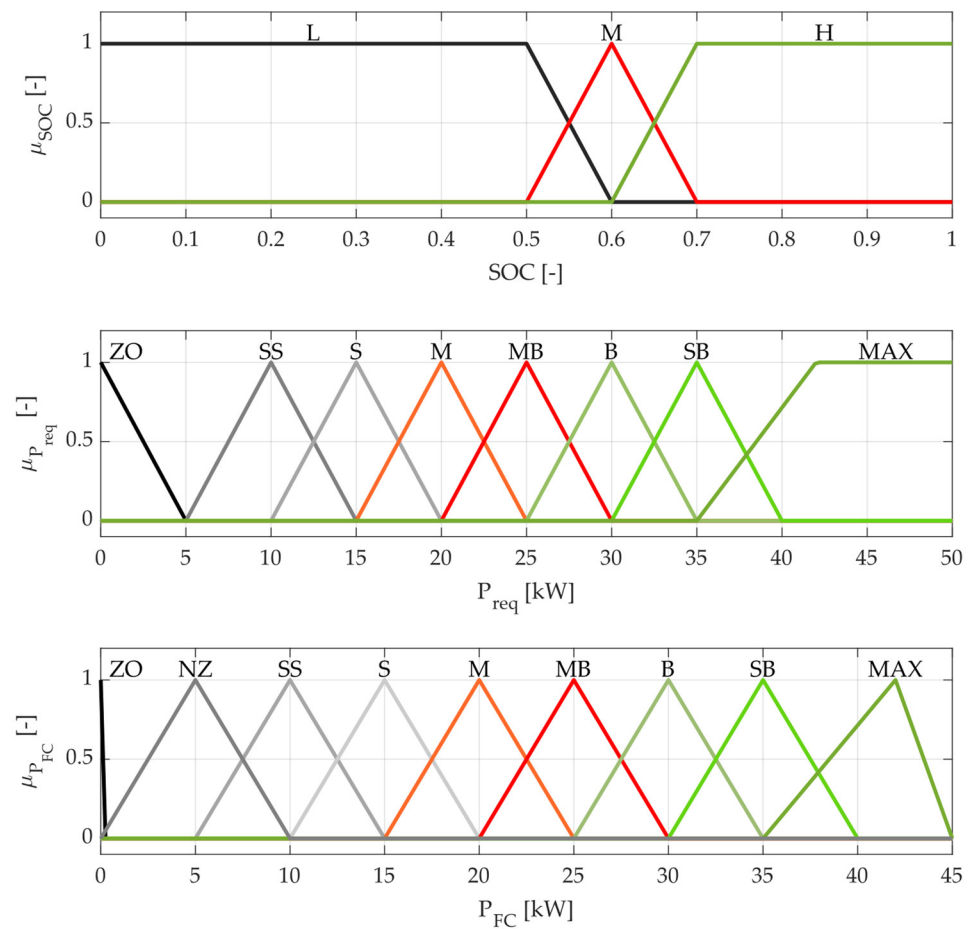 L M H
1
0.5
0
μSOC [-]
0 0.1 0.2 0.3 0.4 0.5 0.6 0.7 0.8 0.9 1
SOC [-]
ZO SS S M MB B SB MAX
1
0.5
0
μPreq [-]
0 5 10 15 20 25 30 35 40 45 50
Preq [kW]
ZO NZ SS S M MB B SB MAX
1
0.5
0
μPFC [-]
0 5 10 15 20 25 30 35 40 45
PFC [kW]